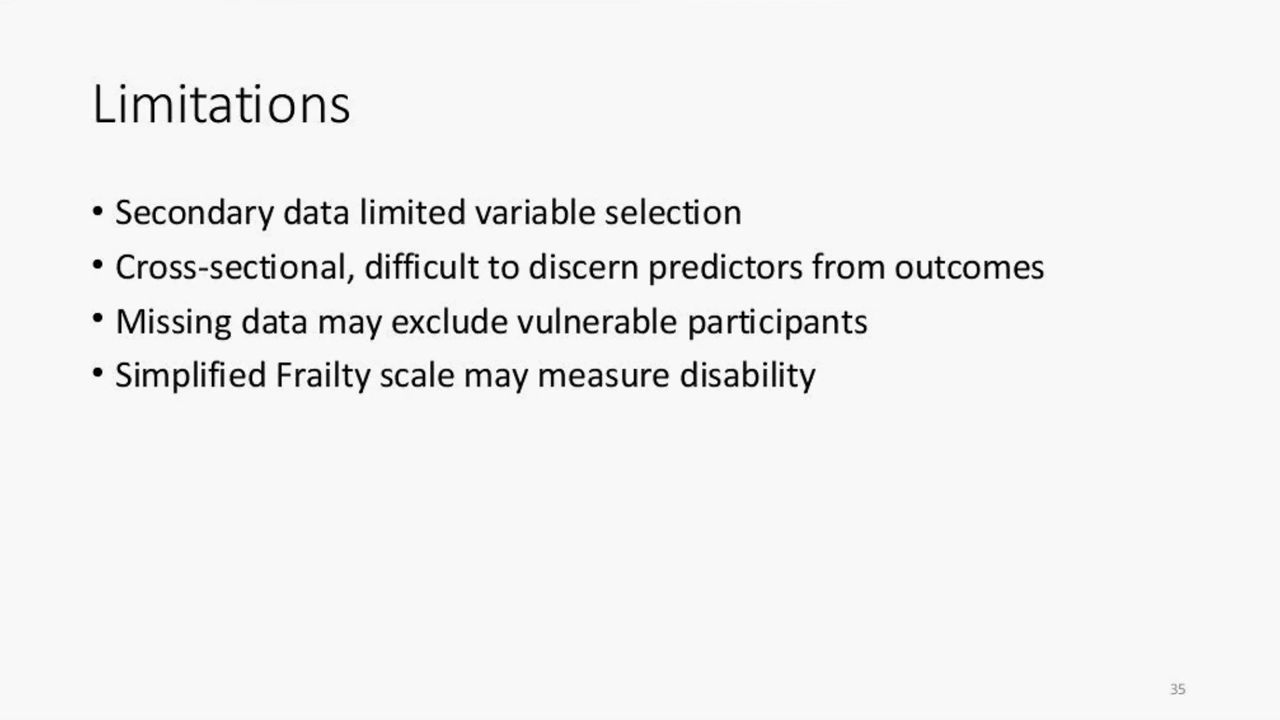 Limitations
• Secondary data limited variable selection
• Cross-sectional, difficult to discern predictors from outcomes
• Missing data may exclude vulnerable participants
• Simplified Frailty scale may measure disability
35